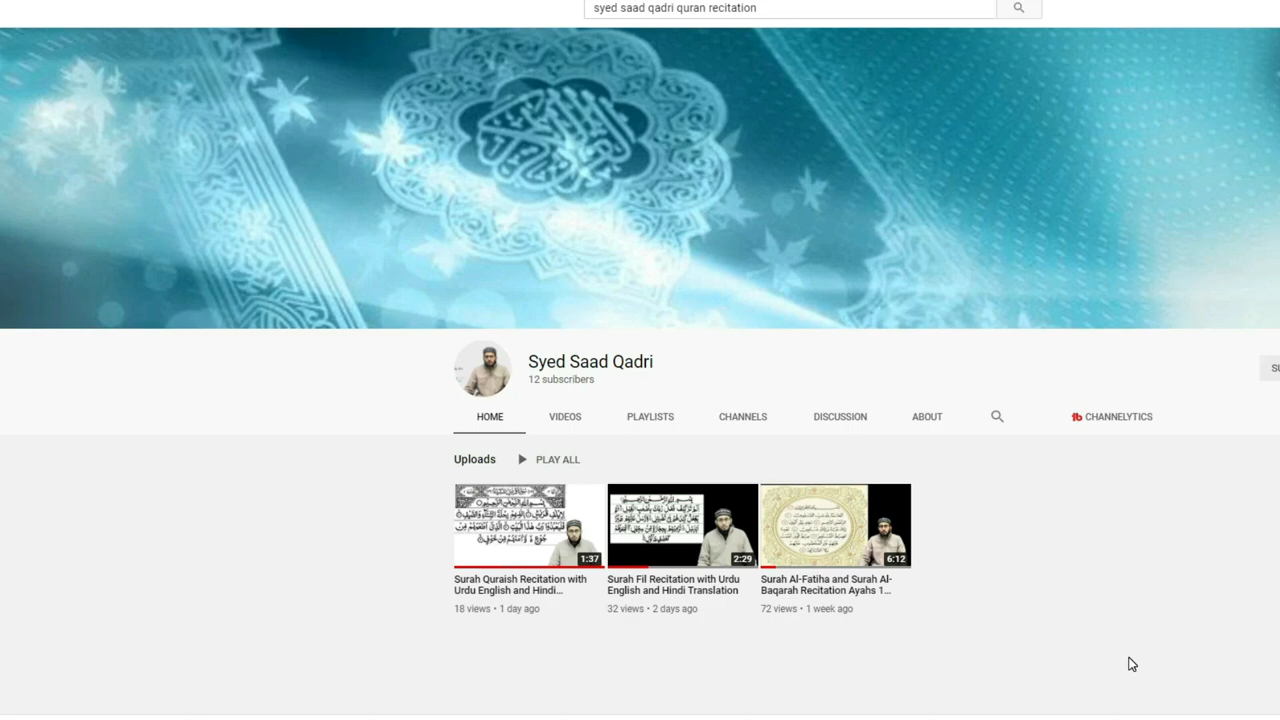 syed saad qadri quran recitation
Syed Saad Qadri
12 subscribers
HOME VIDEOS PLAYLISTS CHANNELS DISCUSSION ABOUT CHANNELYTICS
Uploads PLAY ALL
1:37
2:29
6:12
Surah Quraish Recitation with
Urdu English and Hindi...
18 views • 1 day ago
Surah Fil Recitation with Urdu
English and Hindi Translation
32 views • 2 days ago
Surah Al-Fatiha and Surah Al-
Baqarah Recitation Ayahs 1...
72 views • 1 week ago